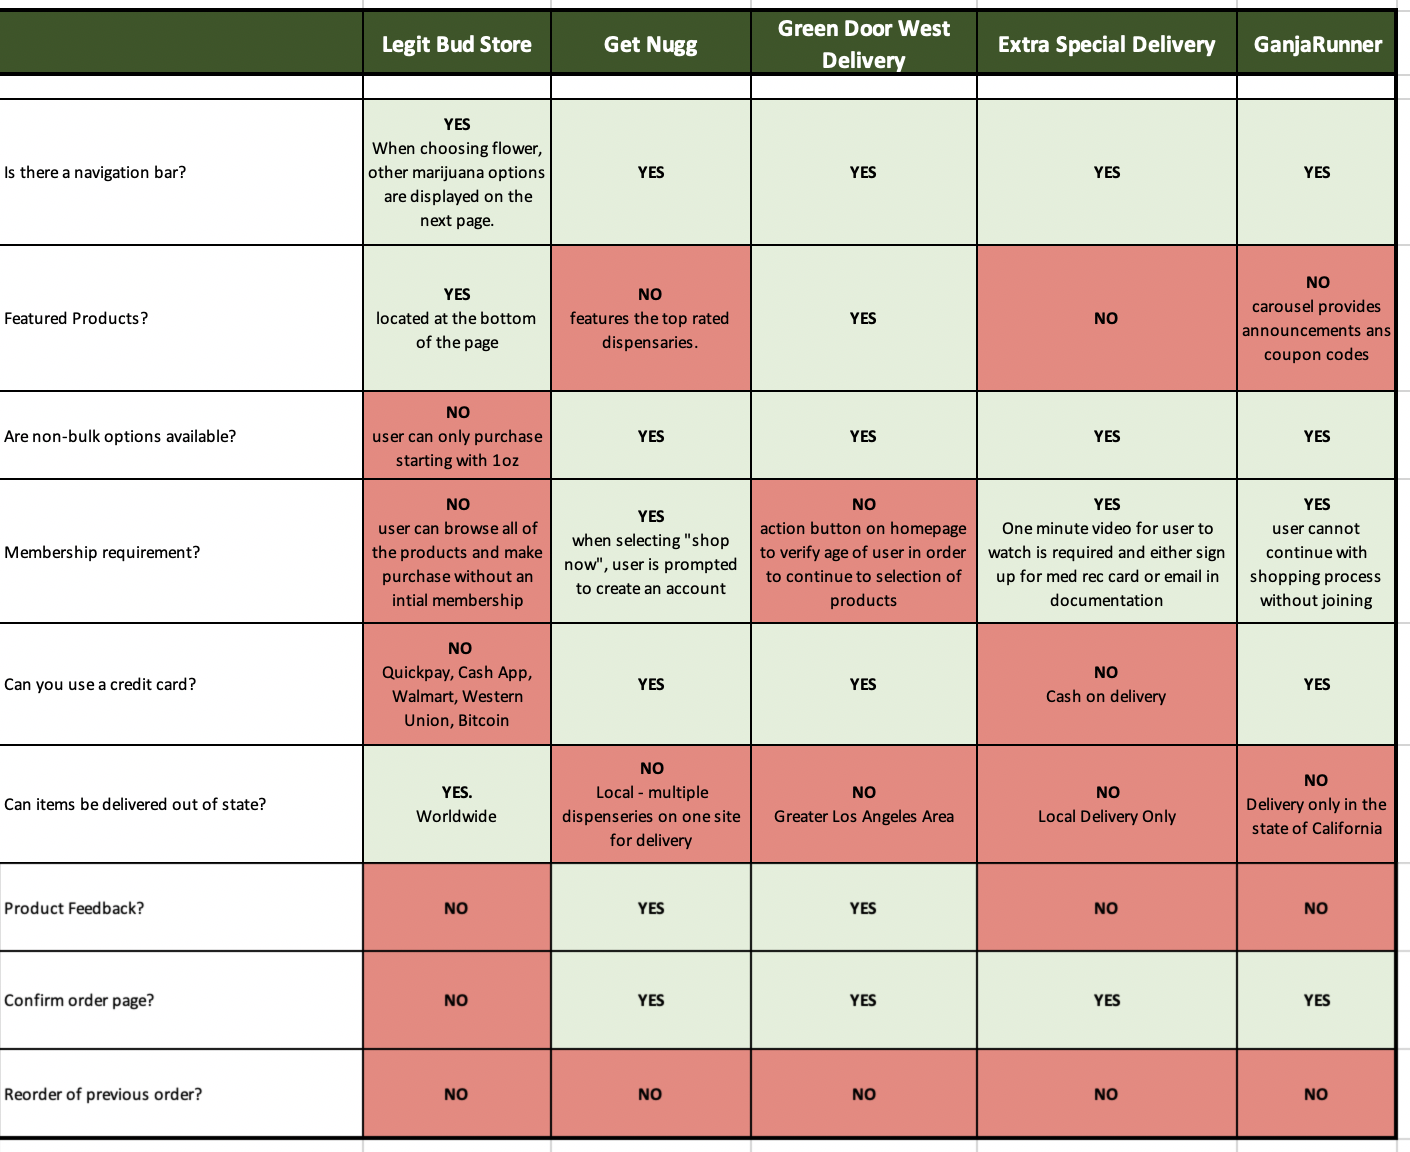 Legit Bud Store
Get Nugg
Green Door West
Delivery
Extra Special Delivery
GanjaRunner
Is there a navigation bar?
YES
When choosing flower,
other marijuana options
are displayed on the
next page.
YES
YES
YES
YES
Featured Products?
YES
located at the bottom
of the page
NO
features the top rated
dispensaries.
YES
NO
NO
carousel provides
announcements ans
coupon codes
Are non-bulk options available?
NO
user can only purchase
starting with 1oz
YES
YES
YES
YES
Membership requirement?
NO
user can browse all of
the products and make
purchase without an
intial membership
YES
when selecting "shop
now", user is prompted
to create an account
NO
action button on homepage
to verify age of user in order
to continue to selection of
products
YES
One minute video for user to
watch is required and either sign
up for med rec card or email in
documentation
YES
user cannot
continue with
shopping process
without joining
Can you use a credit card?
NO
Quickpay, Cash App,
Walmart, Western
Union, Bitcoin
YES
YES
NO
Cash on delivery
YES
Can items be delivered out of state?
YES.
Worldwide
NO
Local - multiple
dispenseries on one site
for delivery
NO
Greater Los Angeles Area
NO
Local Delivery Only
NO
Delivery only in the
state of California
Product Feedback?
NO
YES
YES
NO
NO
Confirm order page?
NO
YES
YES
YES
YES
Reorder of previous order?
NO
NO
NO
NO
NO